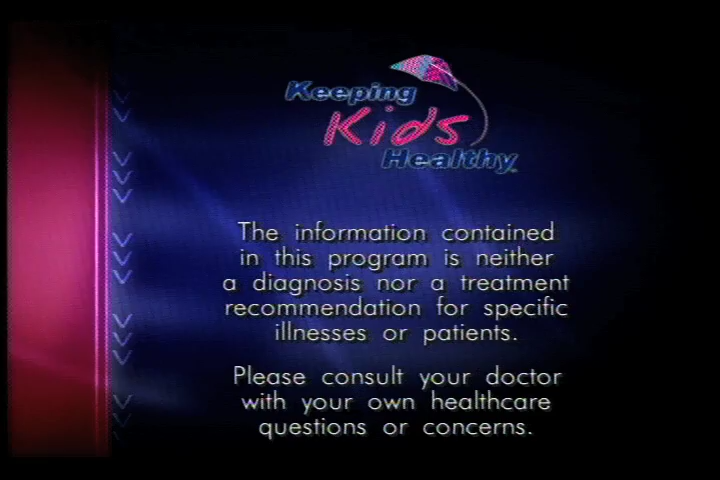 Keeping
Kids
Healthy
The information contained
in this program is neither
a diagnosis nor a treatment
recommendation for specific
illnesses or patients.
Please consult your doctor
with your own healthcare
questions or concerns.